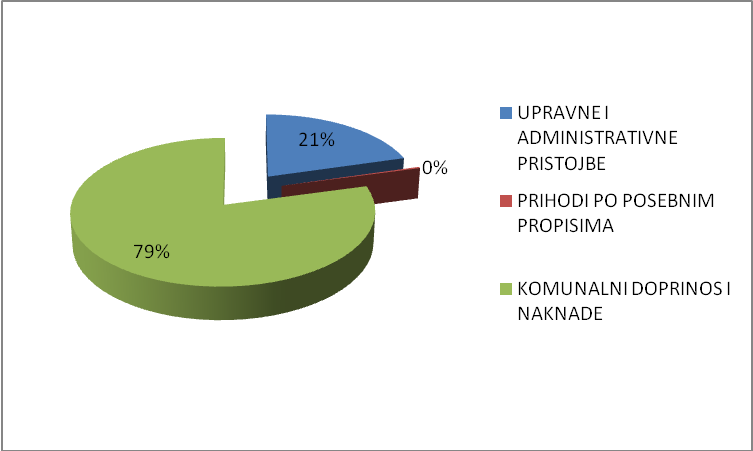 21%
0%
79%
UPRAVNE I
ADMINISTRATIVNE
PRISTOJBE
PRIHODI PO POSEBNIM
PROPISIMA
KOMUNALNI DOPRINOS I
NAKNADE